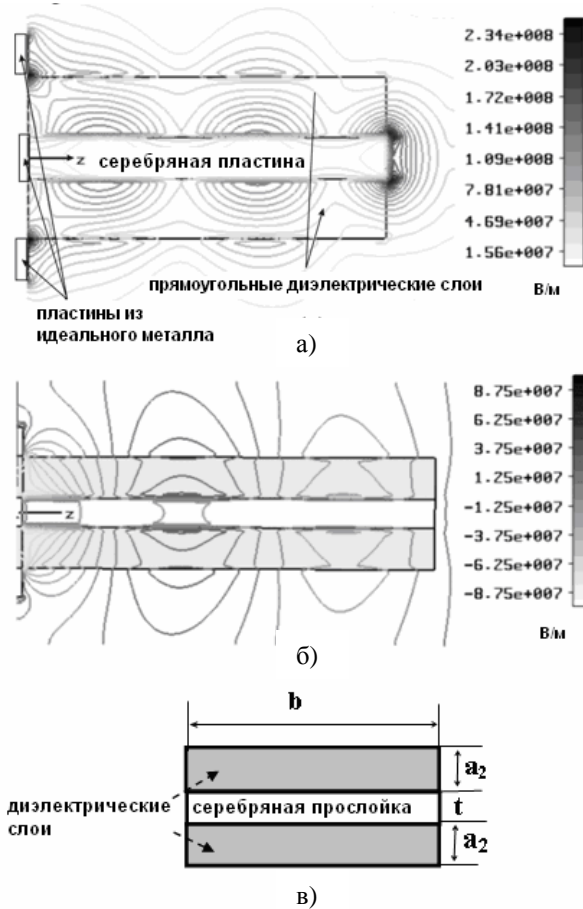 2.34e+008
2.03e+008
1.72e+008
1.41e+008
1.09e+008
7.81e+007
4.69e+007
1.56e+007
В/м
z
серебряная пластина
прямоугольные диэлектрические слои
пластины из
идеального металла
а)
8.75e+007
6.25e+007
3.75e+007
1.25e+007
-1.25e+007
-3.75e+007
-6.25e+007
-8.75e+007
В/м
z
б)
b
a2
диэлектрические
слои
серебряная прослойка
t
a2
в)